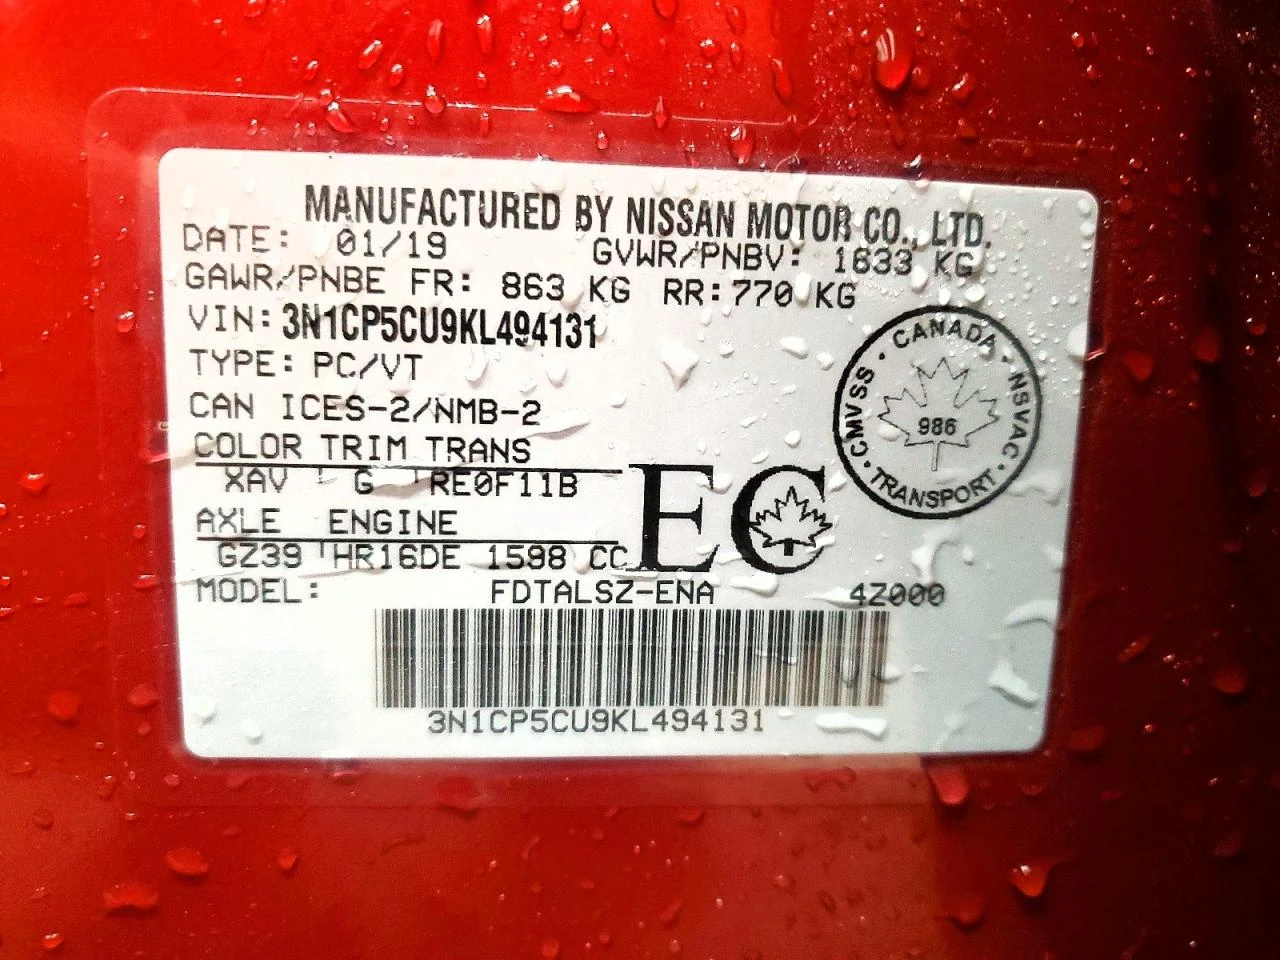 MANUFACTURED BY NISSAN MOTOR CO., LTD.
DATE: 01/19 GVWR/PNBV: 1633 KG
GAWR/PNBE FR: 863 KG RR:770 KG
VIN: 3N1CP5CU9KL494131
TYPE: PC/VT
CAN ICES-2/NMB-2
COLOR TRIM TRANS
XAV G RE0F11B
AXLE ENGINE
GZ39 HR16DE 1598 CC
EC
MODEL: FDTALSZ-ENA 4Z000
3N1CP5CU9KL494131
CANADA · NSVAC · TRANSPORT · CMVSS ·
986